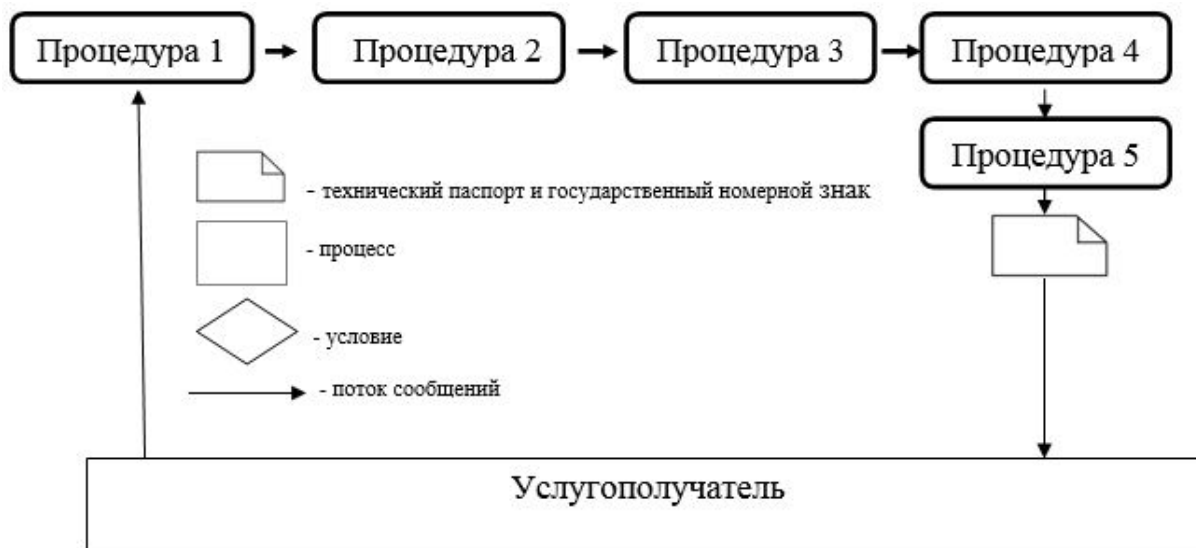 Процедура 1
Процедура 2
Процедура 3
Процедура 4
Процедура 5
- технический паспорт и государственный номерной знак
- процесс
- условие
- поток сообщений
Услугополучатель